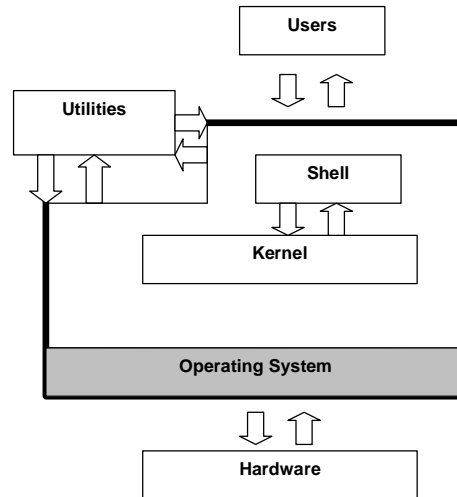 Users
Utilities
Shell
Kernel
Operating System
Hardware